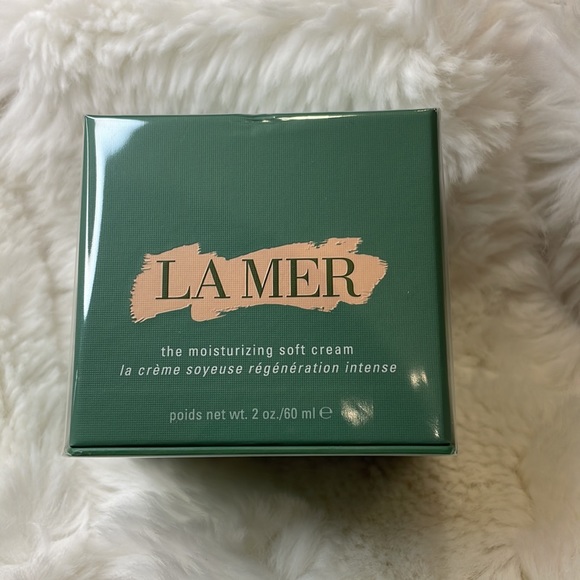 LA MER
the moisturizing soft cream
la crème soyeuse régénération intense
poids net wt. 2 oz./60 ml ℮